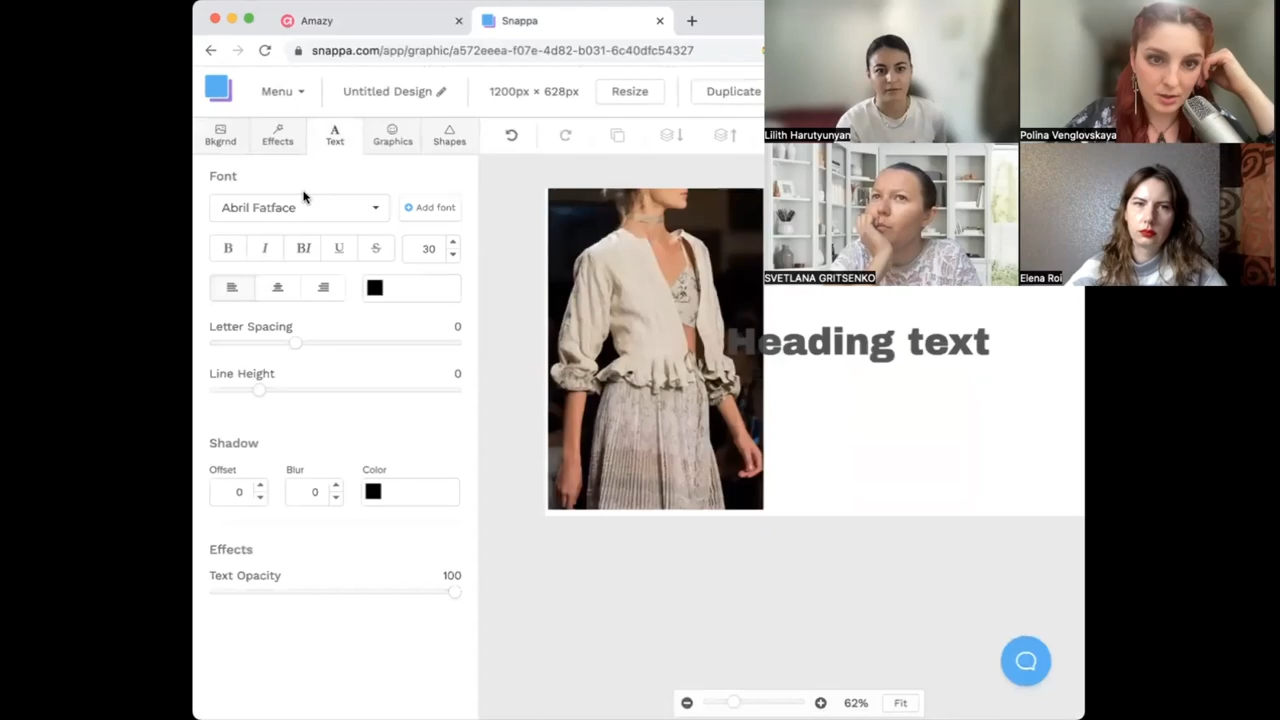 Amazy
Snappa
snappa.com/app/graphic/a572eeea-f07e-4d82-b031-6c40dfc54327
Menu
Untitled Design
1200px × 628px
Resize
Duplicate
Bkgrnd
Effects
A
Text
Graphics
Shapes
Lilith Harutyunyan
Polina Venglovskaya
SVETLANA GRITSENKO
Elena Roi
Font
Abril Fatface
Add font
B I BI U S 30
Letter Spacing 0
Line Height 0
Shadow
Offset Blur Color
0 0
Effects
Text Opacity 100
Heading text
62% Fit